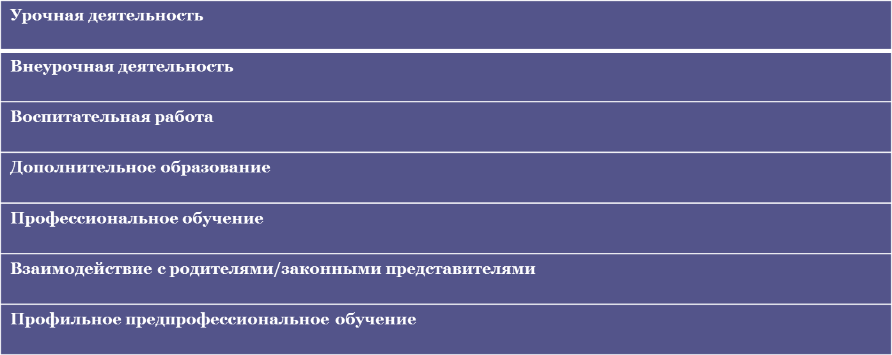 Урочная деятельность
Внеурочная деятельность
Воспитательная работа
Дополнительное образование
Профессиональное обучение
Взаимодействие с родителями/законными представителями
Профильное предпрофессиональное обучение